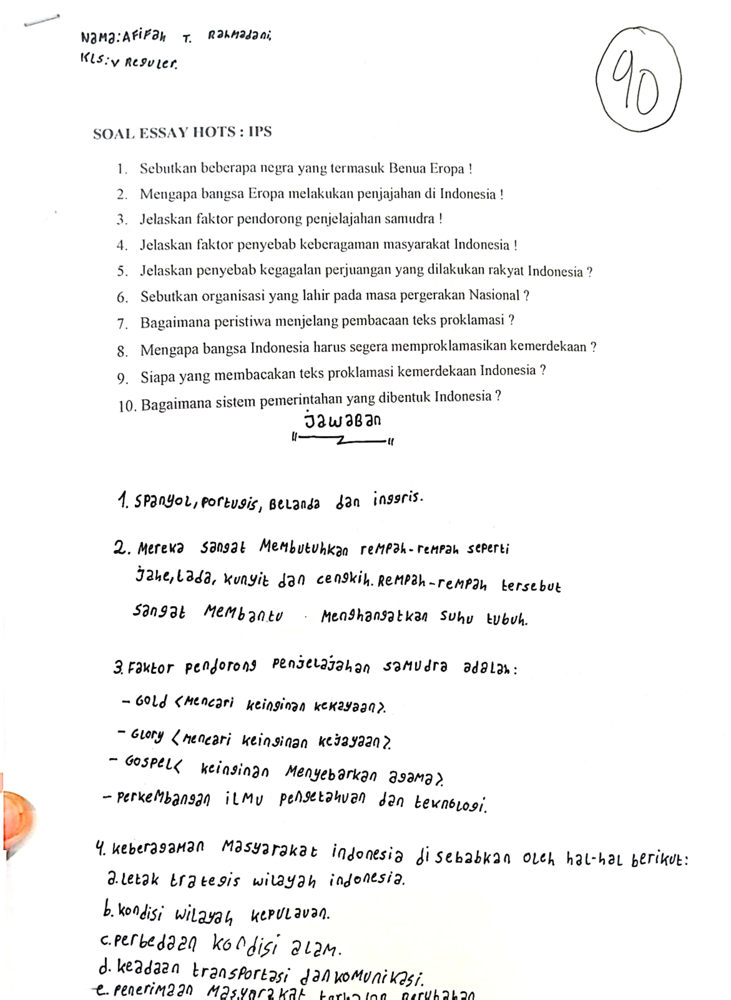 Nama: Afifah T. Rahmadani,
Kls: V Reguler.
90
SOAL ESSAY HOTS : IPS
1. Sebutkan beberapa negra yang termasuk Benua Eropa !
2. Mengapa bangsa Eropa melakukan penjajahan di Indonesia !
3. Jelaskan faktor pendorong penjelajahan samudra !
4. Jelaskan faktor penyebab keberagaman masyarakat Indonesia !
5. Jelaskan penyebab kegagalan perjuangan yang dilakukan rakyat Indonesia ?
6. Sebutkan organisasi yang lahir pada masa pergerakan Nasional ?
7. Bagaimana peristiwa menjelang pembacaan teks proklamasi ?
8. Mengapa bangsa Indonesia harus segera memproklamasikan kemerdekaan ?
9. Siapa yang membacakan teks proklamasi kemerdekaan Indonesia ?
10. Bagaimana sistem pemerintahan yang dibentuk Indonesia ?
Jawaban
1. Spanyol, Portugis, Belanda dan inggris.
2. Mereka sangat Membutuhkan rempah-rempah seperti
jahe, lada, kunyit dan cengkih. Rempah-rempah tersebut
sangat Membantu Menghangatkan suhu tubuh.
3. Faktor pendorong penjelajahan samudra adalah:
- Gold <Mencari keinginan kekayaan>.
- Glory <Mencari keinginan kejayaan>.
- Gospel< keinginan Menyebarkan agama>.
- perkembangan ilmu pengetahuan dan teknologi.
4. keberagaman Masyarakat indonesia di sebabkan oleh hal-hal berikut:
a. letak trategis wilayah indonesia.
b. kondisi wilayah kepulauan.
c. perbedaan kondisi alam.
d. keadaan transportasi dan komunikasi.
e. penerimaan Masyarakat terhadap perubahan